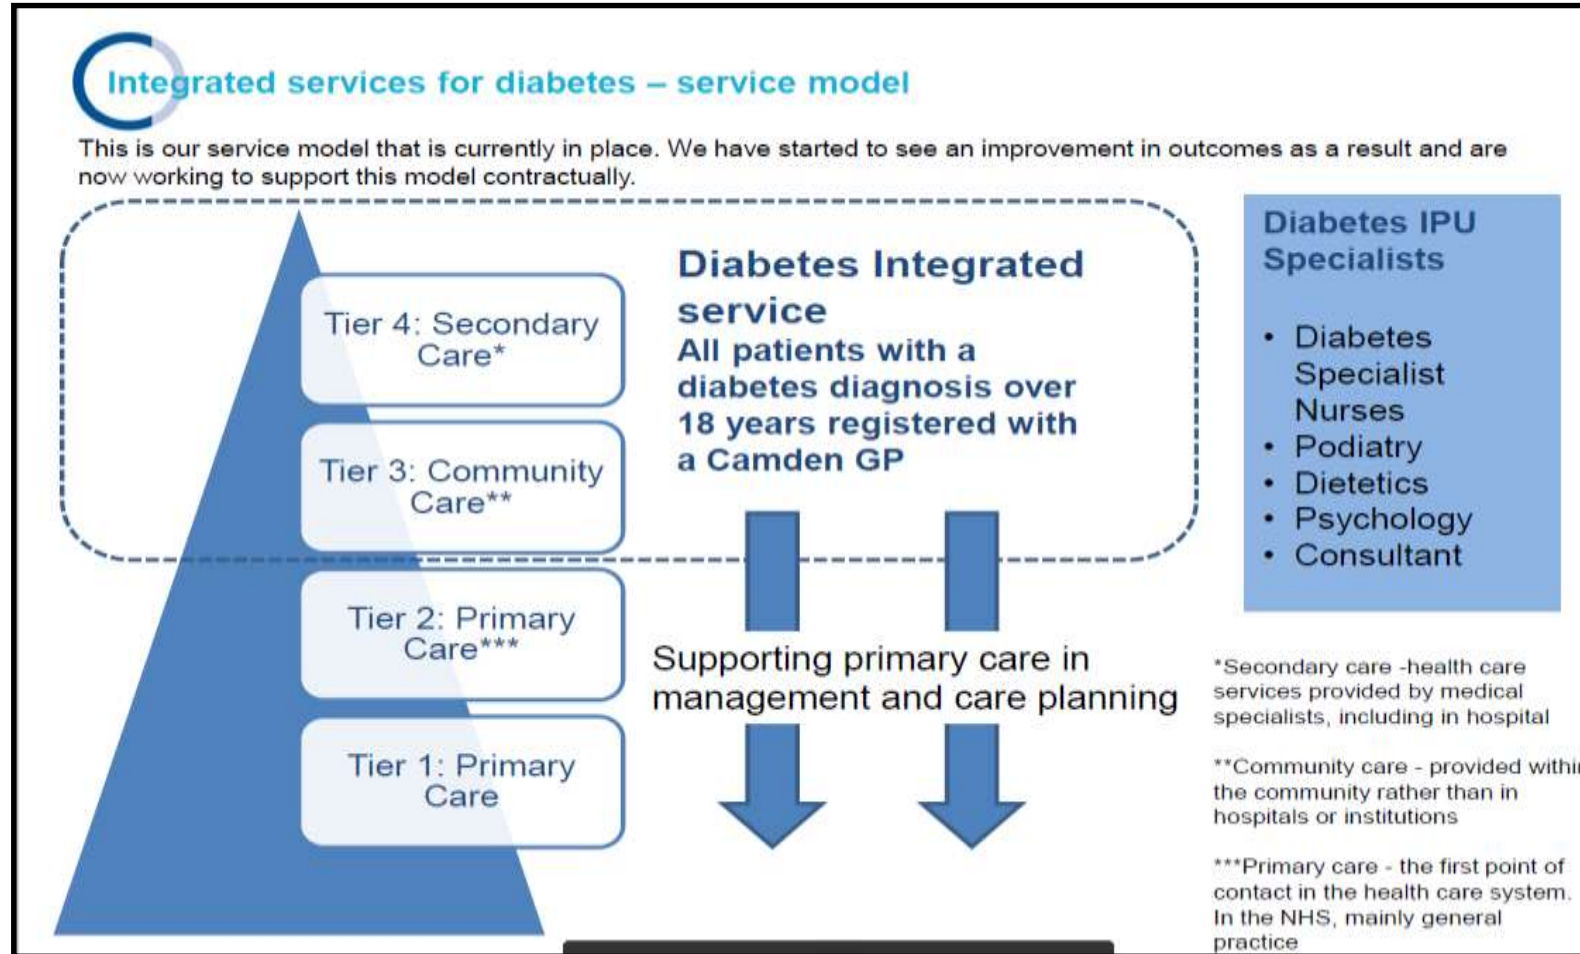 Integrated services for diabetes – service model
This is our service model that is currently in place. We have started to see an improvement in outcomes as a result and are
now working to support this model contractually.
Tier 4: Secondary
Care*
Tier 3: Community
Care**
Tier 2: Primary
Care***
Tier 1: Primary
Care
Diabetes Integrated
service
All patients with a
diabetes diagnosis over
18 years registered with
a Camden GP
Supporting primary care in
management and care planning
Diabetes IPU
Specialists
• Diabetes
Specialist
Nurses
• Podiatry
• Dietetics
• Psychology
• Consultant
*Secondary care -health care
services provided by medical
specialists, including in hospital
**Community care - provided within
the community rather than in
hospitals or institutions
***Primary care - the first point of
contact in the health care system.
In the NHS, mainly general
practice